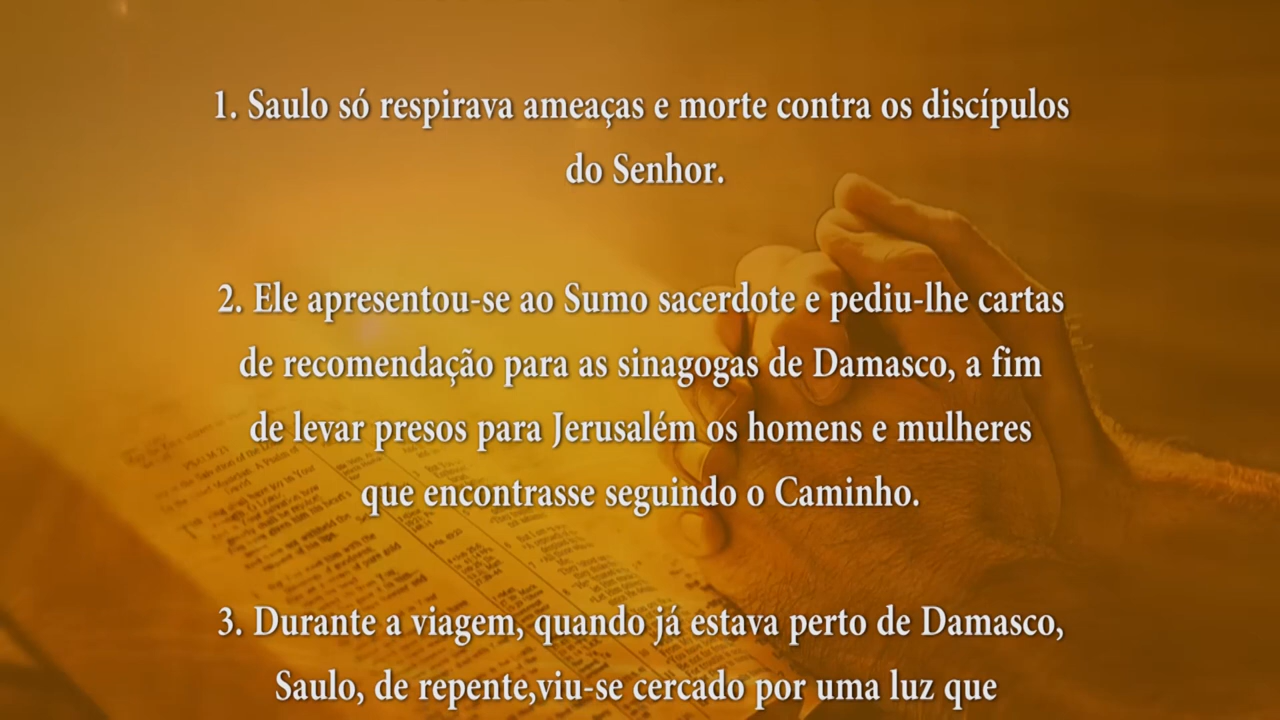 1. Saulo só respirava ameaças e morte contra os discípulos
do Senhor.
2. Ele apresentou-se ao Sumo sacerdote e pediu-lhe cartas
de recomendação para as sinagogas de Damasco, a fim
de levar presos para Jerusalém os homens e mulheres
que encontrasse seguindo o Caminho.
3. Durante a viagem, quando já estava perto de Damasco,
Saulo, de repente,viu-se cercado por uma luz que